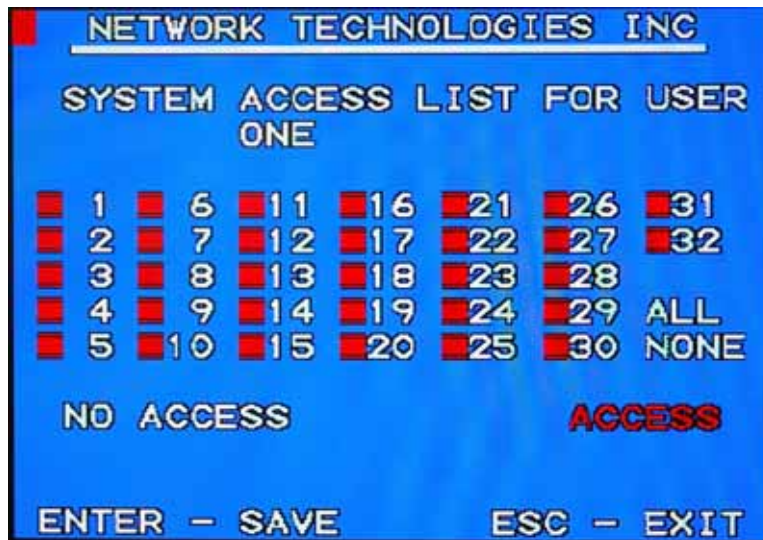 NETWORK TECHNOLOGIES INC
SYSTEM ACCESS LIST FOR USER
ONE
1 6 11 16 21 26 31
2 7 12 17 22 27 32
3 8 13 18 23 28
4 9 14 19 24 29 ALL
5 10 15 20 25 30 NONE
NO ACCESS ACCESS
ENTER - SAVE ESC - EXIT